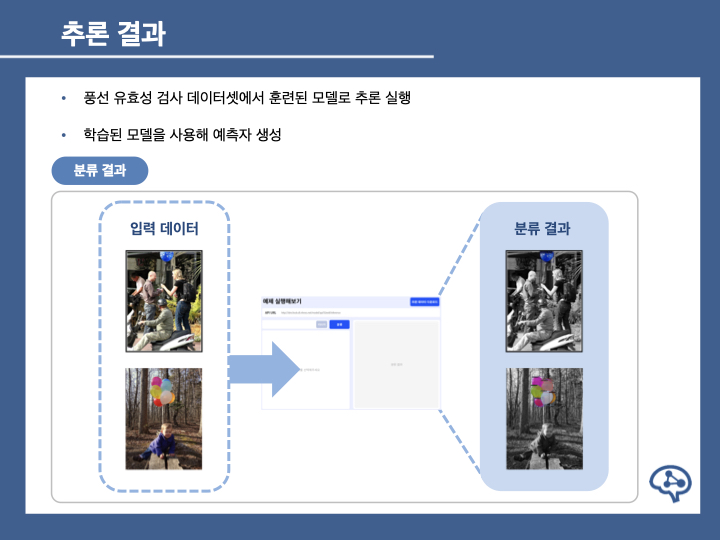 추론 결과
• 풍선 유효성 검사 데이터셋에서 훈련된 모델로 추론 실행
• 학습된 모델을 사용해 예측자 생성
분류 결과
입력 데이터
분류 결과
예제 실행해보기